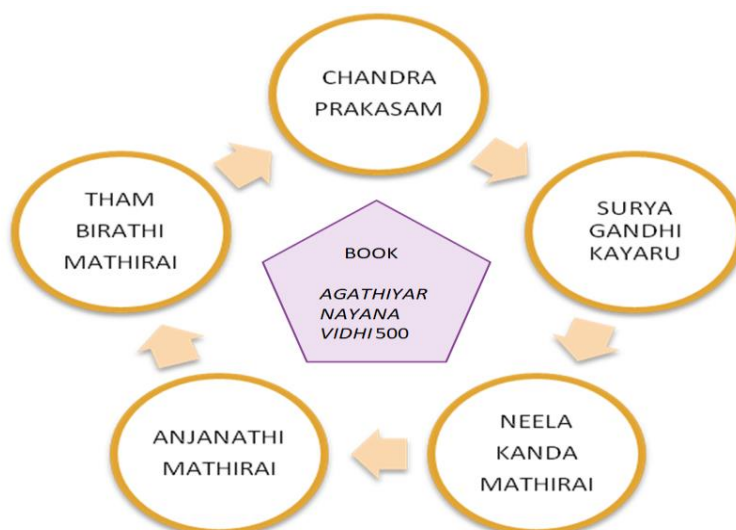 CHANDRA
PRAKASAM
SURYA
GANDHI
KAYARU
NEELA
KANDA
MATHIRAI
ANJANATHI
MATHIRAI
THAM
BIRATHI
MATHIRAI
BOOK
AGATHIYAR
NAYANA
VIDHI 500